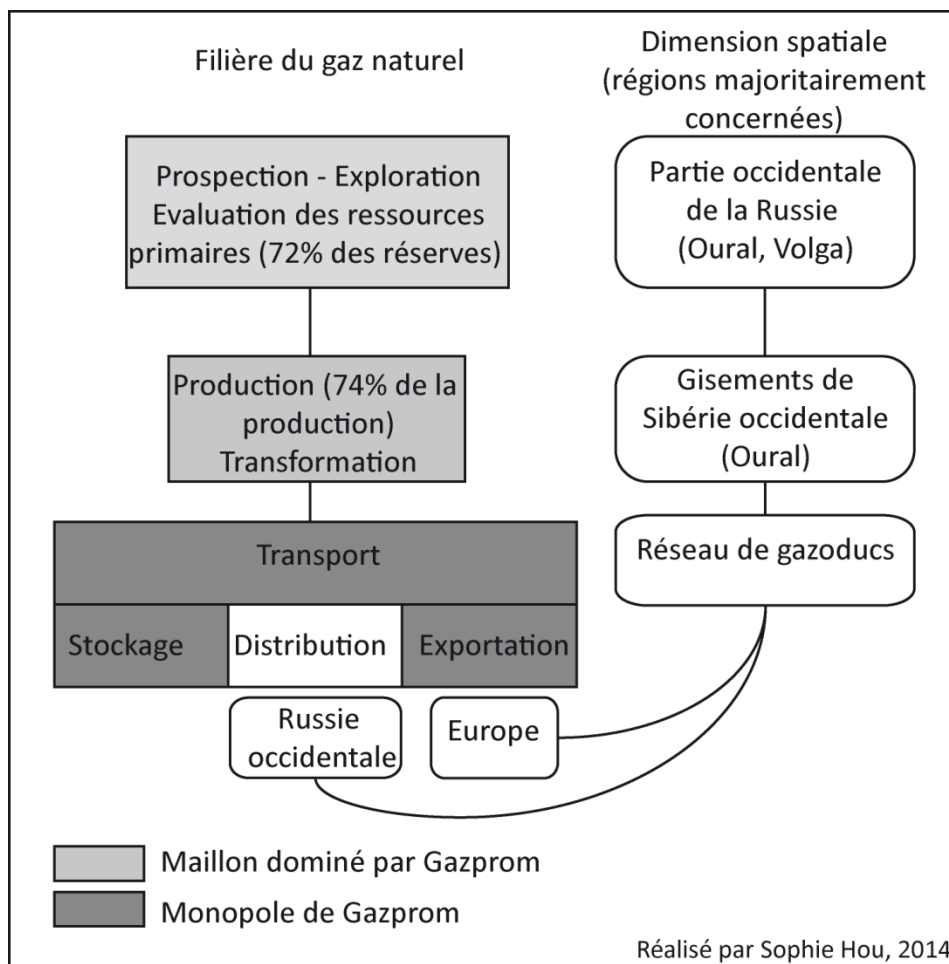 Filière du gaz naturel
Dimension spatiale
(régions majoritairement
concernées)
Prospection - Exploration
Evaluation des ressources
primaires (72% des réserves)
Partie occidentale
de la Russie
(Oural, Volga)
Production (74% de la
production)
Transformation
Gisements de
Sibérie occidentale
(Oural)
Transport
Réseau de gazoducs
Stockage
Distribution
Exportation
Russie
occidentale
Europe
Maillon dominé par Gazprom
Monopole de Gazprom
Réalisé par Sophie Hou, 2014